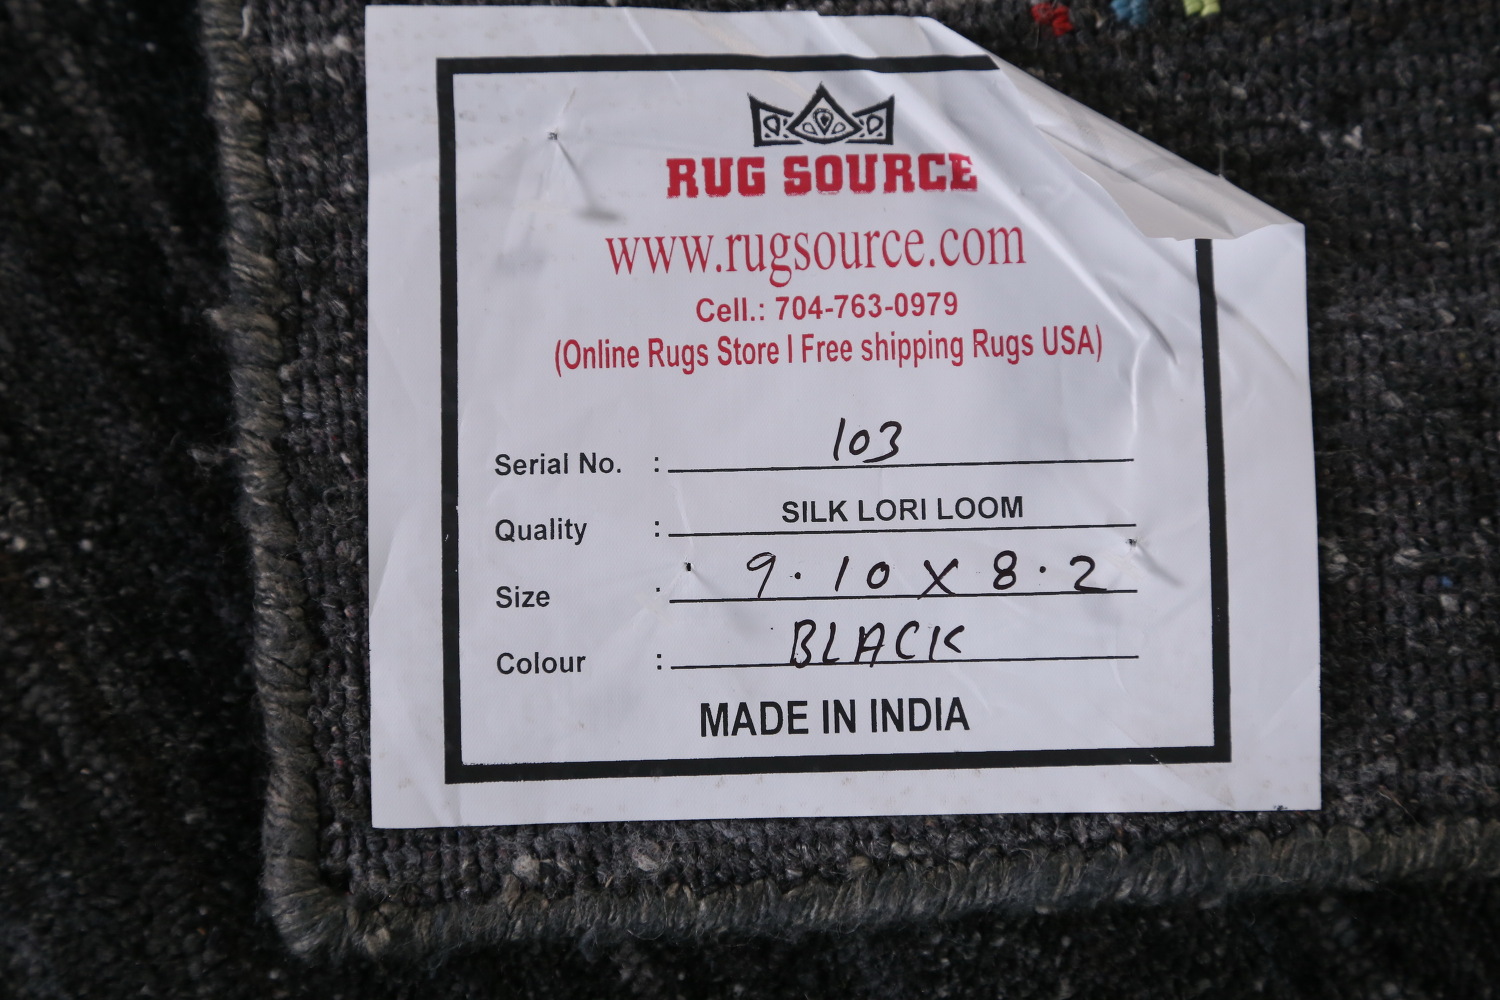 RUG SOURCE
www.rugsource.com
Cell.: 704-763-0979
(Online Rugs Store I Free shipping Rugs USA)
Serial No. : 103
Quality : SILK LORI LOOM
Size : 9.10 X 8.2
Colour : BLACK
MADE IN INDIA